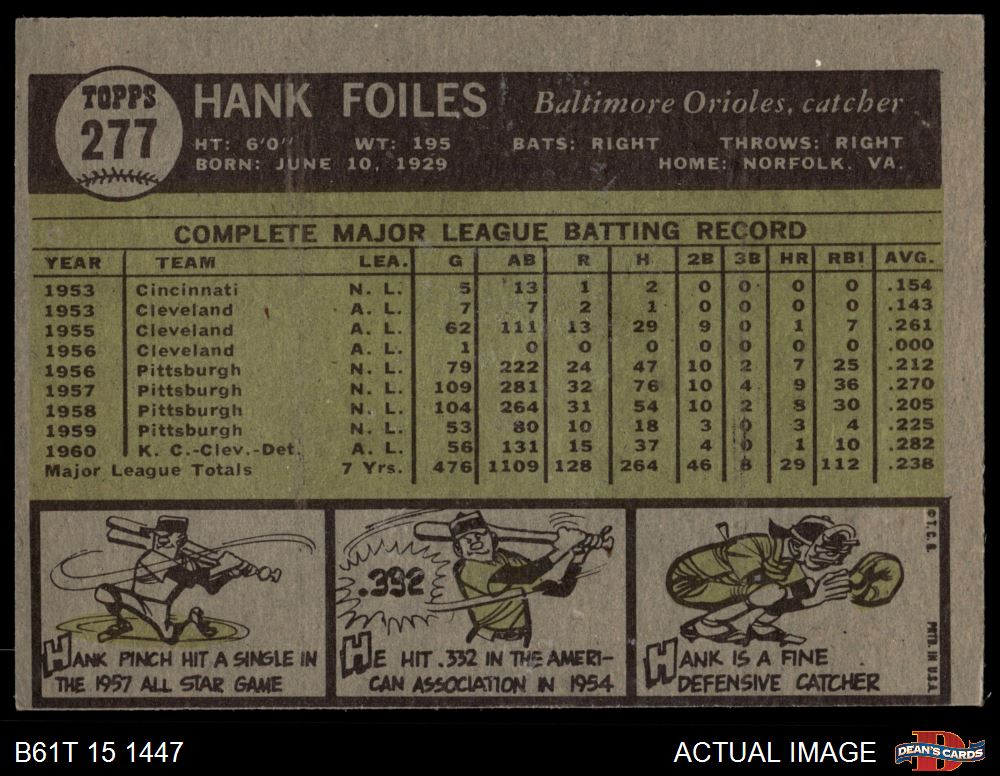 TOPPS
277
HANK FOILES Baltimore Orioles, catcher
HT: 6'0" WT: 195 BATS: RIGHT THROWS: RIGHT
BORN: JUNE 10, 1929 HOME: NORFOLK, VA.
COMPLETE MAJOR LEAGUE BATTING RECORD
YEAR TEAM LEA. G AB R H 2B 3B HR RBI AVG.
1953 Cincinnati N. L. 5 13 1 2 0 0 0 0 .154
1953 Cleveland A. L. 7 7 2 1 0 0 0 0 .143
1955 Cleveland A. L. 62 111 13 29 9 0 1 7 .261
1956 Cleveland A. L. 1 0 0 0 0 0 0 0 .000
1956 Pittsburgh N. L. 79 222 24 47 10 2 7 25 .212
1957 Pittsburgh N. L. 109 281 32 76 10 4 9 36 .270
1958 Pittsburgh N. L. 104 264 31 54 10 2 8 30 .205
1959 Pittsburgh N. L. 53 80 10 18 3 0 3 4 .225
1960 K. C.-Clev.-Det. A. L. 56 131 15 37 4 0 1 10 .282
Major League Totals 7 Yrs. 476 1109 128 264 46 8 29 112 .238
HANK PINCH HIT A SINGLE IN
THE 1957 ALL STAR GAME
.332
HE HIT .332 IN THE AMERI-
CAN ASSOCIATION IN 1954
HANK IS A FINE
DEFENSIVE CATCHER
© T.C.G.
PRTD IN U.S.A.
B61T 15 1447
ACTUAL IMAGE
DEAN'S CARDS